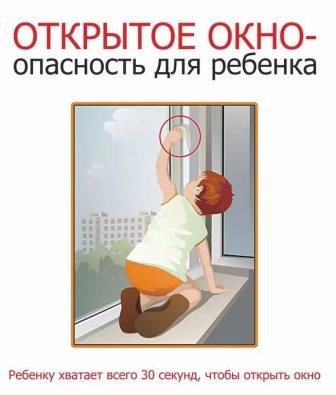 ОТКРЫТОЕ ОКНО-
опасность для ребенка
Ребенку хватает всего 30 секунд, чтобы открыть окно